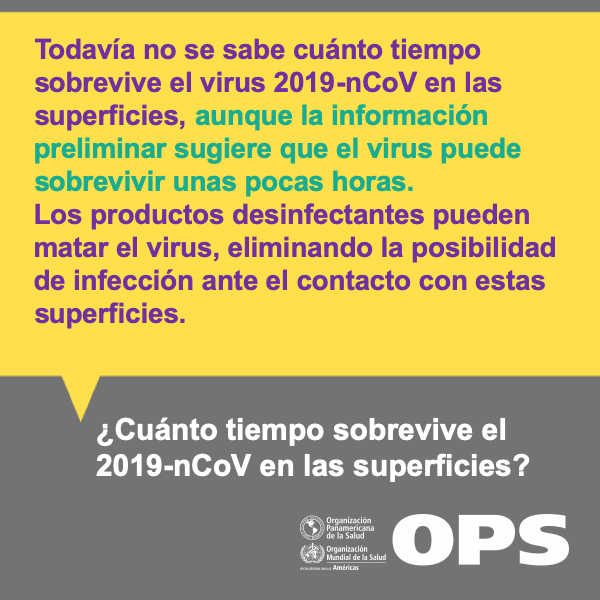 Todavía no se sabe cuánto tiempo
sobrevive el virus 2019-nCoV en las
superficies, aunque la información
preliminar sugiere que el virus puede
sobrevivir unas pocas horas.
Los productos desinfectantes pueden
matar el virus, eliminando la posibilidad
de infección ante el contacto con estas
superficies.
¿Cuánto tiempo sobrevive el
2019-nCoV en las superficies?
Organización
Panamericana
de la Salud
Organización
Mundial de la Salud
Américas
OPS